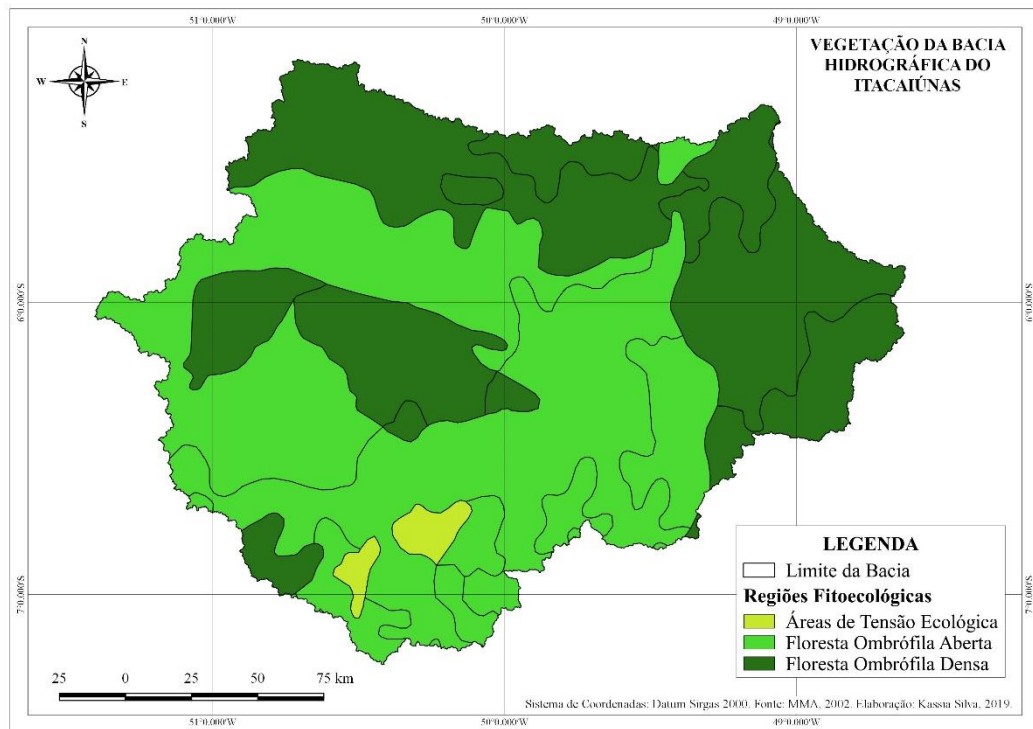 51°0.000'W 50°0.000'W 49°0.000'W
N
W E
S
VEGETAÇÃO DA BACIA
HIDROGRÁFICA DO
ITACAIÚNAS
6°0.000'S 6°0.000'S
7°0.000'S 7°0.000'S
LEGENDA
Limite da Bacia
Regiões Fitoecológicas
Áreas de Tensão Ecológica
Floresta Ombrófila Aberta
Floresta Ombrófila Densa
25 0 25 50 75 km
Sistema de Coordenadas: Datum Sirgas 2000. Fonte: MMA, 2002. Elaboração: Kassia Silva, 2019.
51°0.000'W 50°0.000'W 49°0.000'W